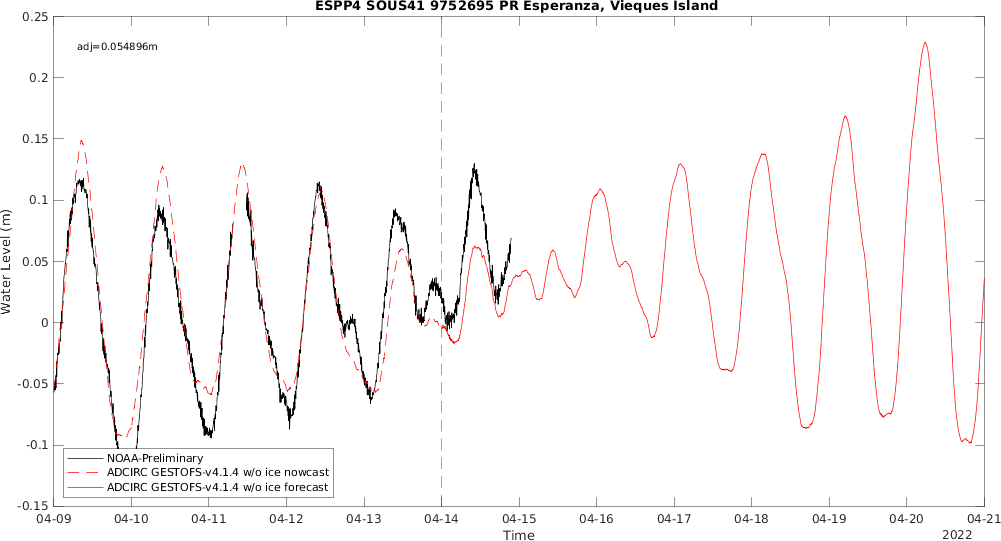 ESPP4 SOUS41 9752695 PR Esperanza, Vieques Island
adj=0.054896m
Water Level (m)
0.25
0.2
0.15
0.1
0.05
0
-0.05
-0.1
-0.15
NOAA-Preliminary
ADCIRC GESTOFS-v4.1.4 w/o ice nowcast
ADCIRC GESTOFS-v4.1.4 w/o ice forecast
04-09 04-10 04-11 04-12 04-13 04-14 04-15 04-16 04-17 04-18 04-19 04-20 04-21
Time
2022